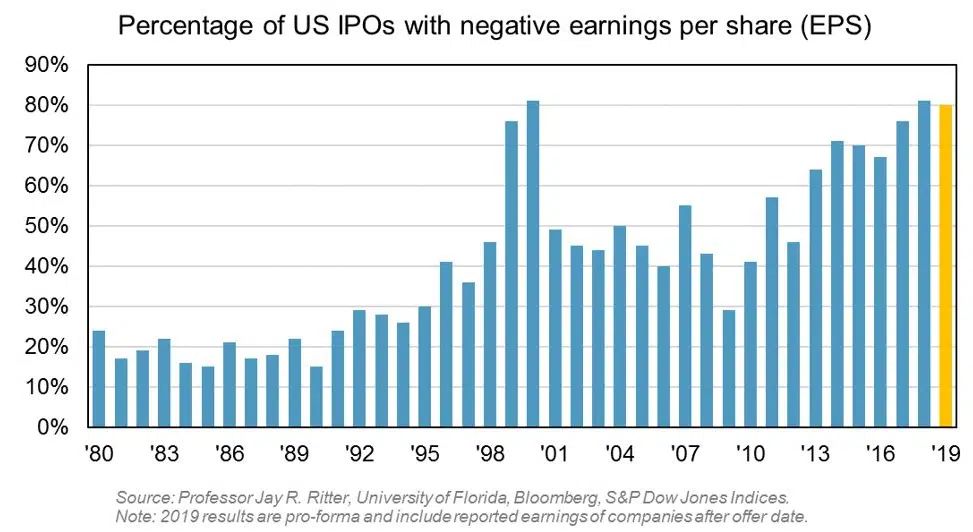 Percentage of US IPOs with negative earnings per share (EPS)
90%
80%
70%
60%
50%
40%
30%
20%
10%
0%
'80 '83 '86 '89 '92 '95 '98 '01 '04 '07 '10 '13 '16 '19
Source: Professor Jay R. Ritter, University of Florida, Bloomberg, S&P Dow Jones Indices.
Note: 2019 results are pro-forma and include reported earnings of companies after offer date.